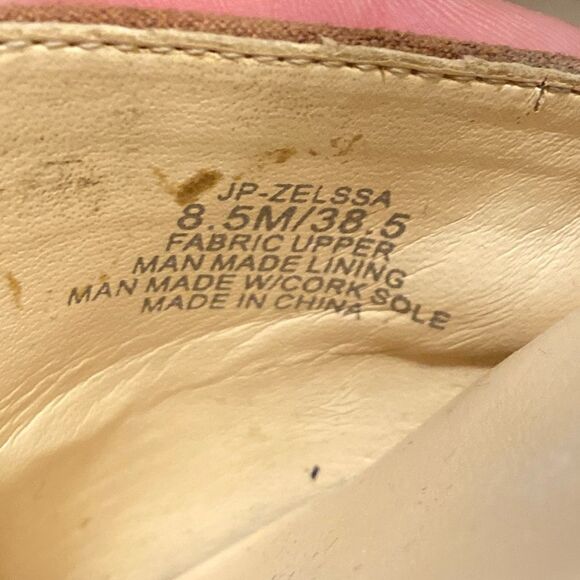 JP-ZELSSA
8.5M/38.5
FABRIC UPPER
MAN MADE LINING
MAN MADE W/CORK SOLE
MADE IN CHINA